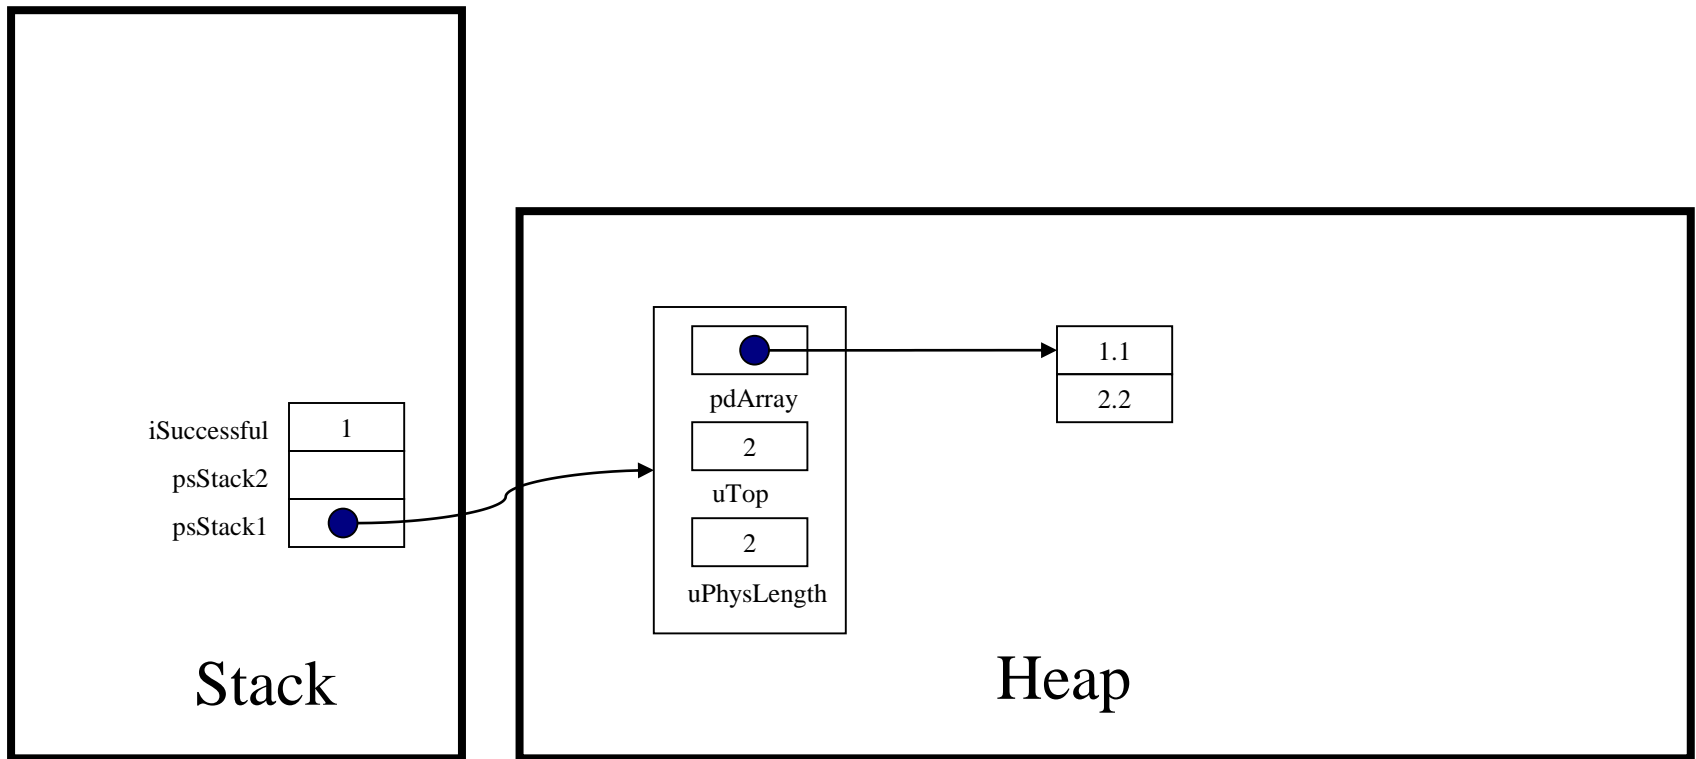 iSuccessful 1
psStack2
psStack1
Stack
pdArray
2
uTop
2
uPhysLength
1.1
2.2
Heap